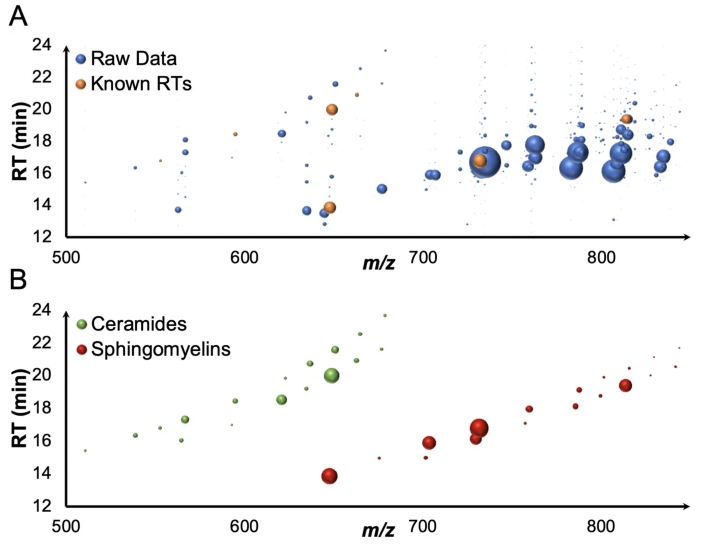 A
24
22
20
18
16
14
12
RT (min)
Raw Data
Known RTs
500 600 700 800
m/z
B
24
22
20
18
16
14
12
RT (min)
Ceramides
Sphingomyelins
500 600 700 800
m/z